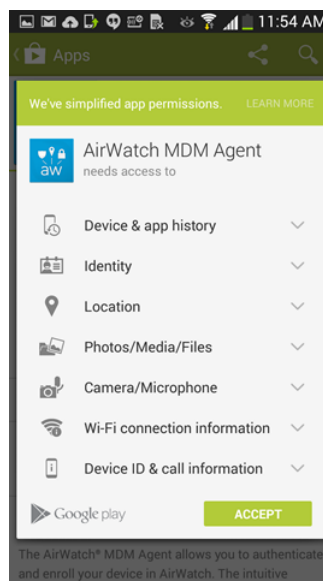 11:54 AM
Apps
We've simplified app permissions. LEARN MORE
aw
AirWatch MDM Agent
needs access to
Device & app history
Identity
Location
Photos/Media/Files
Camera/Microphone
Wi-Fi connection information
Device ID & call information
Google play
ACCEPT
The AirWatch® MDM Agent allows you to authenticate
and enroll your device in AirWatch. The intuitive